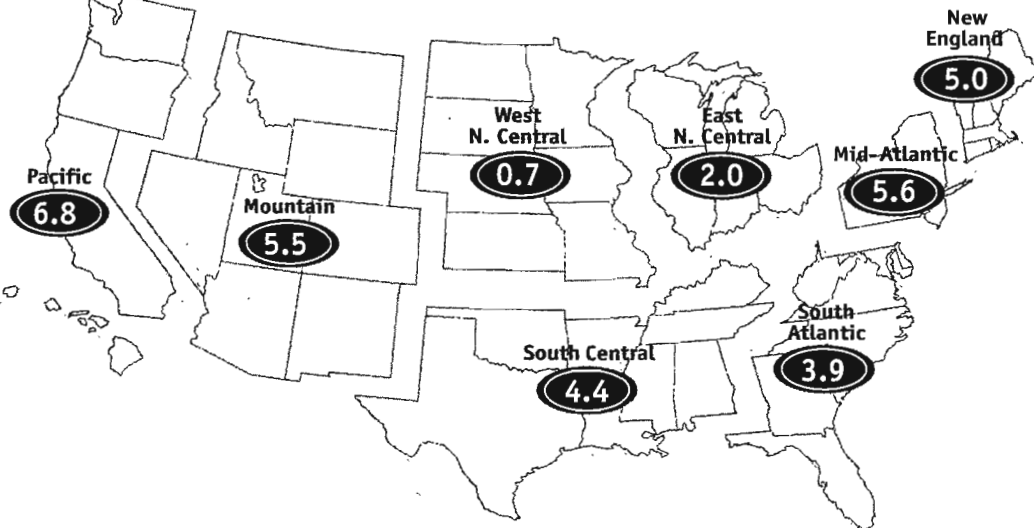 New
England
5.0
West
N. Central
0.7
East
N. Central
2.0
Mid-Atlantic
5.6
Pacific
6.8
Mountain
5.5
South
Atlantic
3.9
South Central
4.4